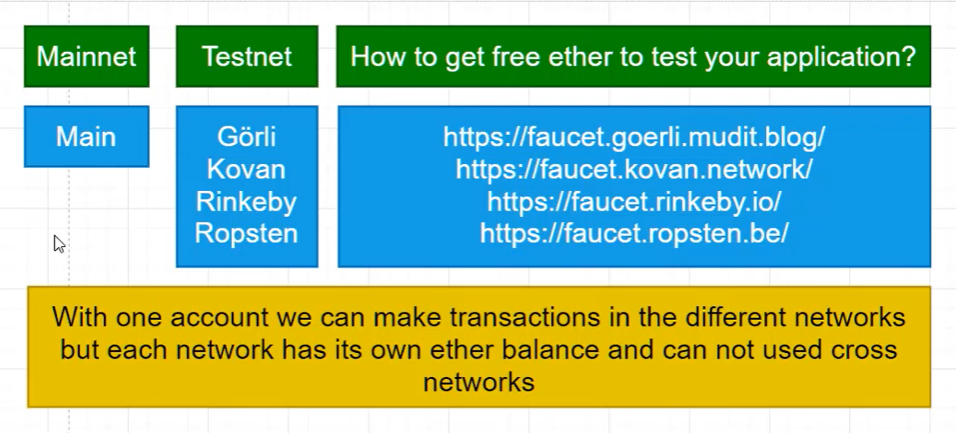 Mainnet
Testnet
How to get free ether to test your application?
Main
Görli
Kovan
Rinkeby
Ropsten
https://faucet.goerli.mudit.blog/
https://faucet.kovan.network/
https://faucet.rinkeby.io/
https://faucet.ropsten.be/
With one account we can make transactions in the different networks
but each network has its own ether balance and can not used cross
networks